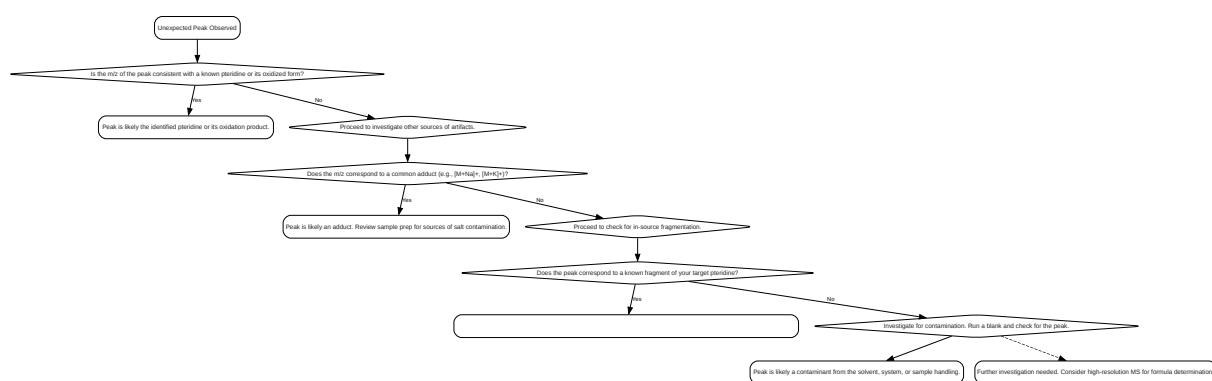 Unexpected Peak Observed
Is the m/z of the peak consistent with a known pteridine or its oxidized form?
Yes
No
Peak is likely the identified pteridine or its oxidation product.
Proceed to investigate other sources of artifacts.
Does the m/z correspond to a common adduct (e.g., [M+Na]+, [M+K]+)?
Yes
No
Peak is likely an adduct. Review sample prep for sources of salt contamination.
Proceed to check for in-source fragmentation.
Does the peak correspond to a known fragment of your target pteridine?
Yes
No
Investigate for contamination. Run a blank and check for the peak.
Peak is likely a contaminant from the solvent, system, or sample handling.
Further investigation needed. Consider high-resolution MS for formula determination